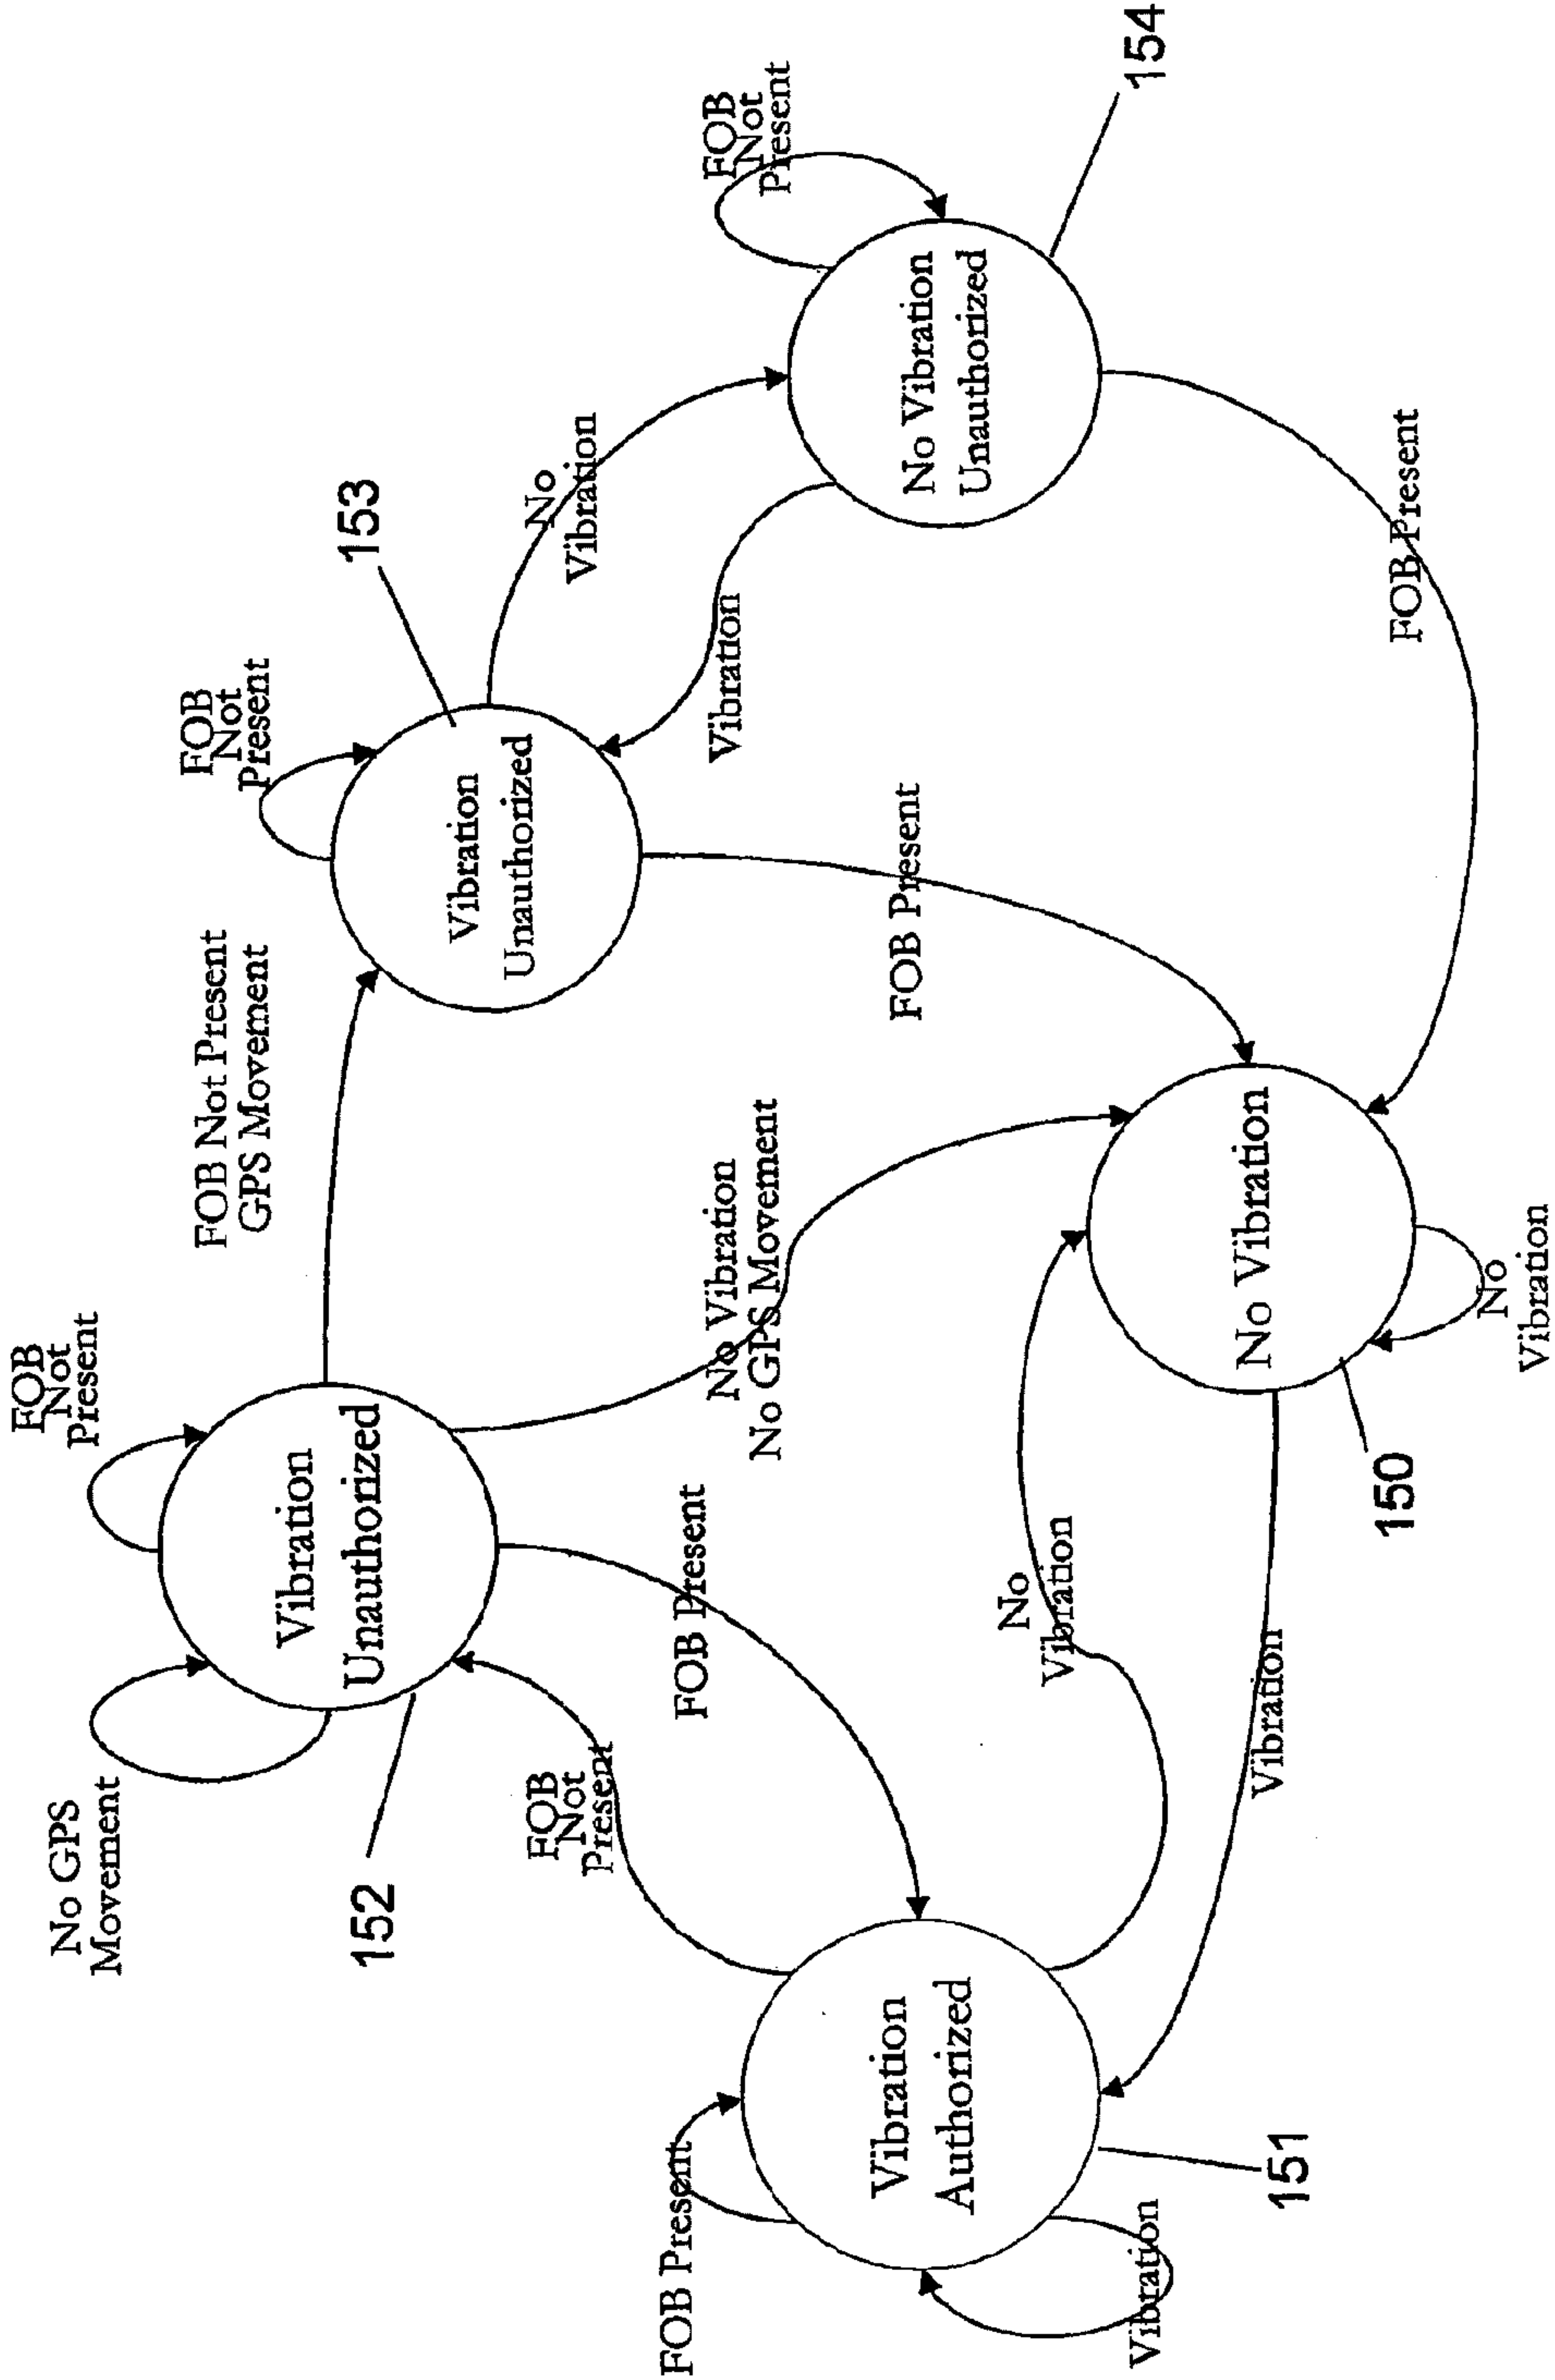 No GPS
Movement
FOB
Not
Present
152
Vibration
Unauthorized
FOB Not Present
GPS Movement
FOB
Not
Present
153
Vibration
Unauthorized
No
Vibration
FOB
Not
Present
154
No Vibration
Unauthorized
Vibration
FOB
Not
Present
FOB Present
No Vibration
No GPS Movement
FOB Present
FOB Present
FOB Present
Vibration
Authorized
Vibration
151
No
Vibration
Vibration
150
No Vibration
No
Vibration